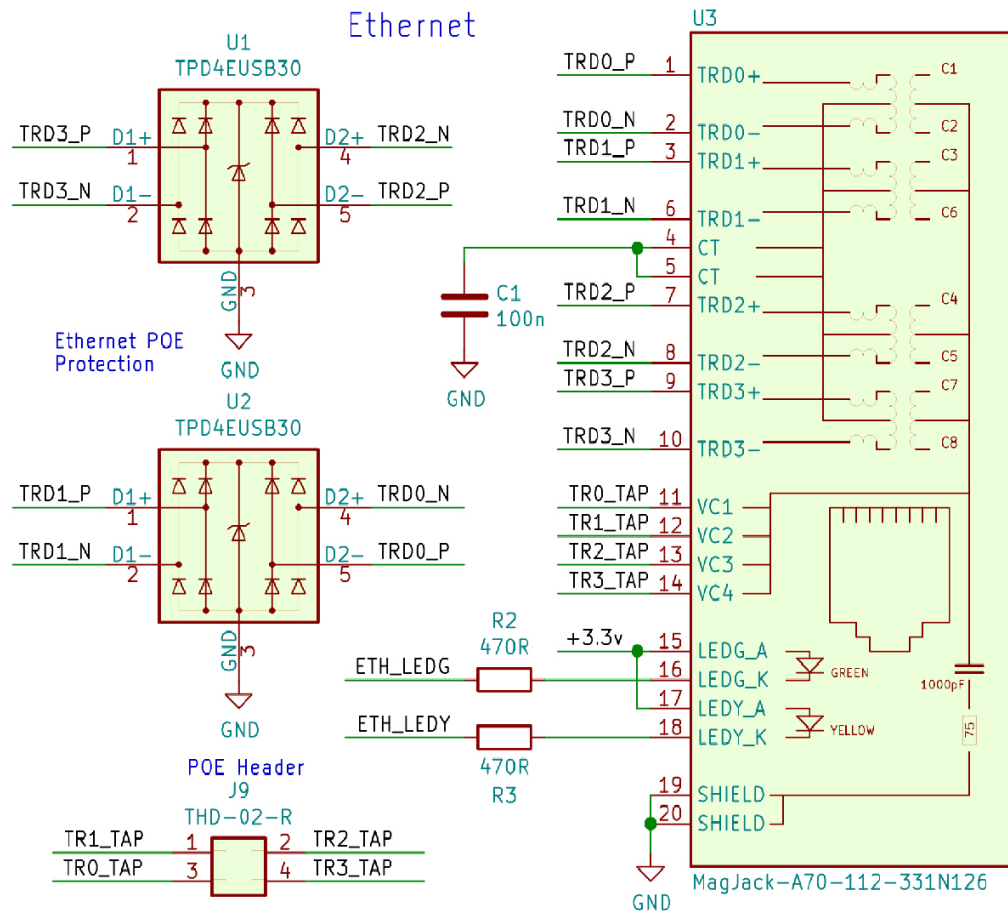 Ethernet
U1
TPD4EUSB30
TRD3_P
D1+
1
D2+
4
TRD2_N
TRD3_N
D1-
2
D2-
5
TRD2_P
GND
3
GND
Ethernet POE
Protection
U2
TPD4EUSB30
TRD1_P
D1+
1
D2+
4
TRD0_N
TRD1_N
D1-
2
D2-
5
TRD0_P
GND
3
GND
POE Header
J9
THD-02-R
TR1_TAP
1
2
TR2_TAP
TR0_TAP
3
4
TR3_TAP
C1
100n
GND
+3.3v
ETH_LEDG
R2
470R
ETH_LEDY
470R
R3
U3
TRD0_P
1
TRD0+
TRD0_N
2
TRD0-
TRD1_P
3
TRD1+
TRD1_N
6
TRD1-
4
CT
5
CT
TRD2_P
7
TRD2+
TRD2_N
8
TRD2-
TRD3_P
9
TRD3+
TRD3_N
10
TRD3-
TR0_TAP
11
VC1
TR1_TAP
12
VC2
TR2_TAP
13
VC3
TR3_TAP
14
VC4
15
LEDG_A
16
LEDG_K
17
LEDY_A
18
LEDY_K
19
SHIELD
20
SHIELD
GND
C1
C2
C3
C6
C4
C5
C7
C8
GREEN
YELLOW
1000pF
75
MagJack-A70-112-331N126